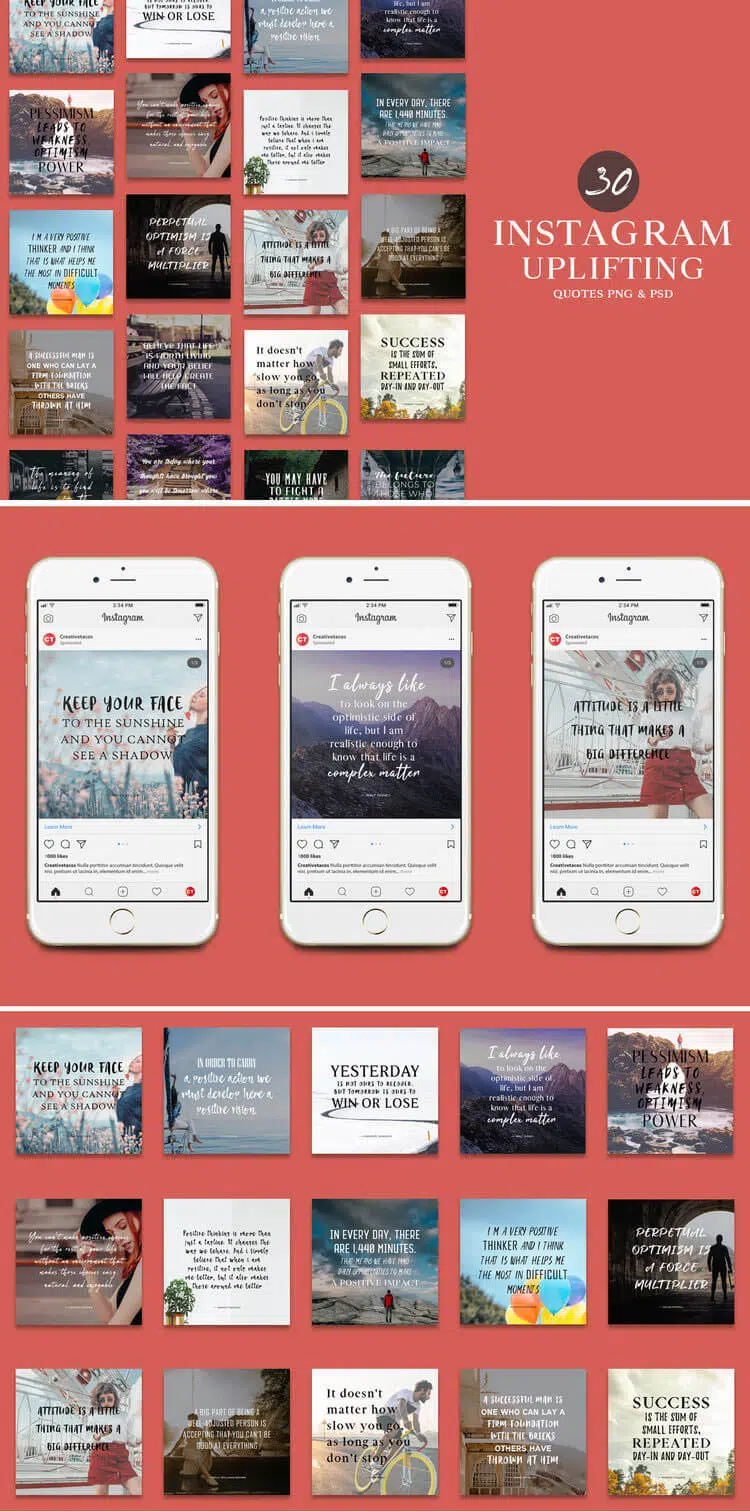 KEEP YOUR FACE
TO THE SUNSHINE
AND YOU CANNOT
SEE A SHADOW
BUT TOMORROW IS OURS TO
WIN OR LOSE
a positive action we
must develop here a
positive vision
life, but I am
realistic enough to
know that life is a
complex matter
PESSIMISM
LEADS TO
WEAKNESS,
OPTIMISM
POWER
You can't make positive choices
for the rest of your life
without an environment that
makes those choices easy,
natural, and enjoyable
Positive thinking is more than
just a tagline. It changes the
way we behave. And i firmly
believe that when i am
positive, it not only makes
me better, but it also makes
those around me better
IN EVERY DAY, THERE
ARE 1,440 MINUTES.
THAT MEANS WE HAVE 1440
DAILY OPPORTUNITIES TO MAKE
A POSITIVE IMPACT
30
INSTAGRAM
UPLIFTING
QUOTES PNG & PSD
I M A VERY POSITIVE
THINKER AND I THINK
THAT IS WHAT HELPS ME
THE MOST IN DIFFICULT
MOMENTS
PERPETUAL
OPTIMISM IS
A FORCE
MULTIPLIER
ATTITUDE IS A LITTLE
THING THAT MAKES A
BIG DIFFERENCE
A BIG PART OF BEING A
WELL-ADJUSTED PERSON IS
ACCEPTING THAT YOU CAN'T BE
GOOD AT EVERYTHING
A SUCCESSFUL MAN IS
ONE WHO CAN LAY A
FIRM FOUNDATION
WITH THE BRICKS
OTHERS HAVE
THROWN AT HIM
BELIEVE THAT LIFE
IS WORTH LIVING
AND YOUR BELIEF
WILL HELP CREATE
THE FACT
It doesn't
matter how
slow you go,
as long as you
don't stop
SUCCESS
IS THE SUM OF
SMALL EFFORTS,
REPEATED
DAY-IN AND DAY-OUT
The meaning of
life is to find
You are today where your
thoughts have brought you
you will be tomorrow where
YOU MAY HAVE
TO FIGHT A
The future
BELONGS TO
THOSE WHO
2:34 PM
Instagram
CT Creativetacos
Sponsored
1/3
KEEP YOUR FACE
TO THE SUNSHINE
AND YOU CANNOT
SEE A SHADOW
Learn More
1000 likes
Creativetacos Nulla porttitor accumsan tincidunt. Quisque velit
nisi, pretium ut lacinia in, elementum id enim... more
CT
2:34 PM
Instagram
CT Creativetacos
Sponsored
1/3
I always like
to look on the
optimistic side of
life, but I am
realistic enough to
know that life is a
complex matter
Learn More
1000 likes
Creativetacos Nulla porttitor accumsan tincidunt. Quisque velit
nisi, pretium ut lacinia in, elementum id enim... more
CT
2:34 PM
Instagram
CT Creativetacos
Sponsored
1/3
ATTITUDE IS A LITTLE
THING THAT MAKES A
BIG DIFFERENCE
Learn More
1000 likes
Creativetacos Nulla porttitor accumsan tincidunt. Quisque velit
nisi, pretium ut lacinia in, elementum id enim... more
CT
KEEP YOUR FACE
TO THE SUNSHINE
AND YOU CANNOT
SEE A SHADOW
IN ORDER TO CARRY
a positive action we
must develop here a
positive vision
YESTERDAY
IS NOT OURS TO RECOVER,
BUT TOMORROW IS OURS TO
WIN OR LOSE
I always like
to look on the
optimistic side of
life, but I am
realistic enough to
know that life is a
complex matter
PESSIMISM
LEADS TO
WEAKNESS,
OPTIMISM
POWER
You can't make positive choices
for the rest of your life
without an environment that
makes those choices easy,
natural, and enjoyable
Positive thinking is more than
just a tagline. It changes the
way we behave. And i firmly
believe that when i am
positive, it not only makes
me better, but it also makes
those around me better
IN EVERY DAY, THERE
ARE 1,440 MINUTES.
THAT MEANS WE HAVE 1440
DAILY OPPORTUNITIES TO MAKE
A POSITIVE IMPACT
I M A VERY POSITIVE
THINKER AND I THINK
THAT IS WHAT HELPS ME
THE MOST IN DIFFICULT
MOMENTS
PERPETUAL
OPTIMISM IS
A FORCE
MULTIPLIER
ATTITUDE IS A LITTLE
THING THAT MAKES A
BIG DIFFERENCE
A BIG PART OF BEING A
WELL-ADJUSTED PERSON IS
ACCEPTING THAT YOU CAN'T BE
GOOD AT EVERYTHING
It doesn't
matter how
slow you go,
as long as you
don't stop
A SUCCESSFUL MAN IS
ONE WHO CAN LAY A
FIRM FOUNDATION
WITH THE BRICKS
OTHERS HAVE
THROWN AT HIM
SUCCESS
IS THE SUM OF
SMALL EFFORTS,
REPEATED
DAY-IN AND DAY-OUT